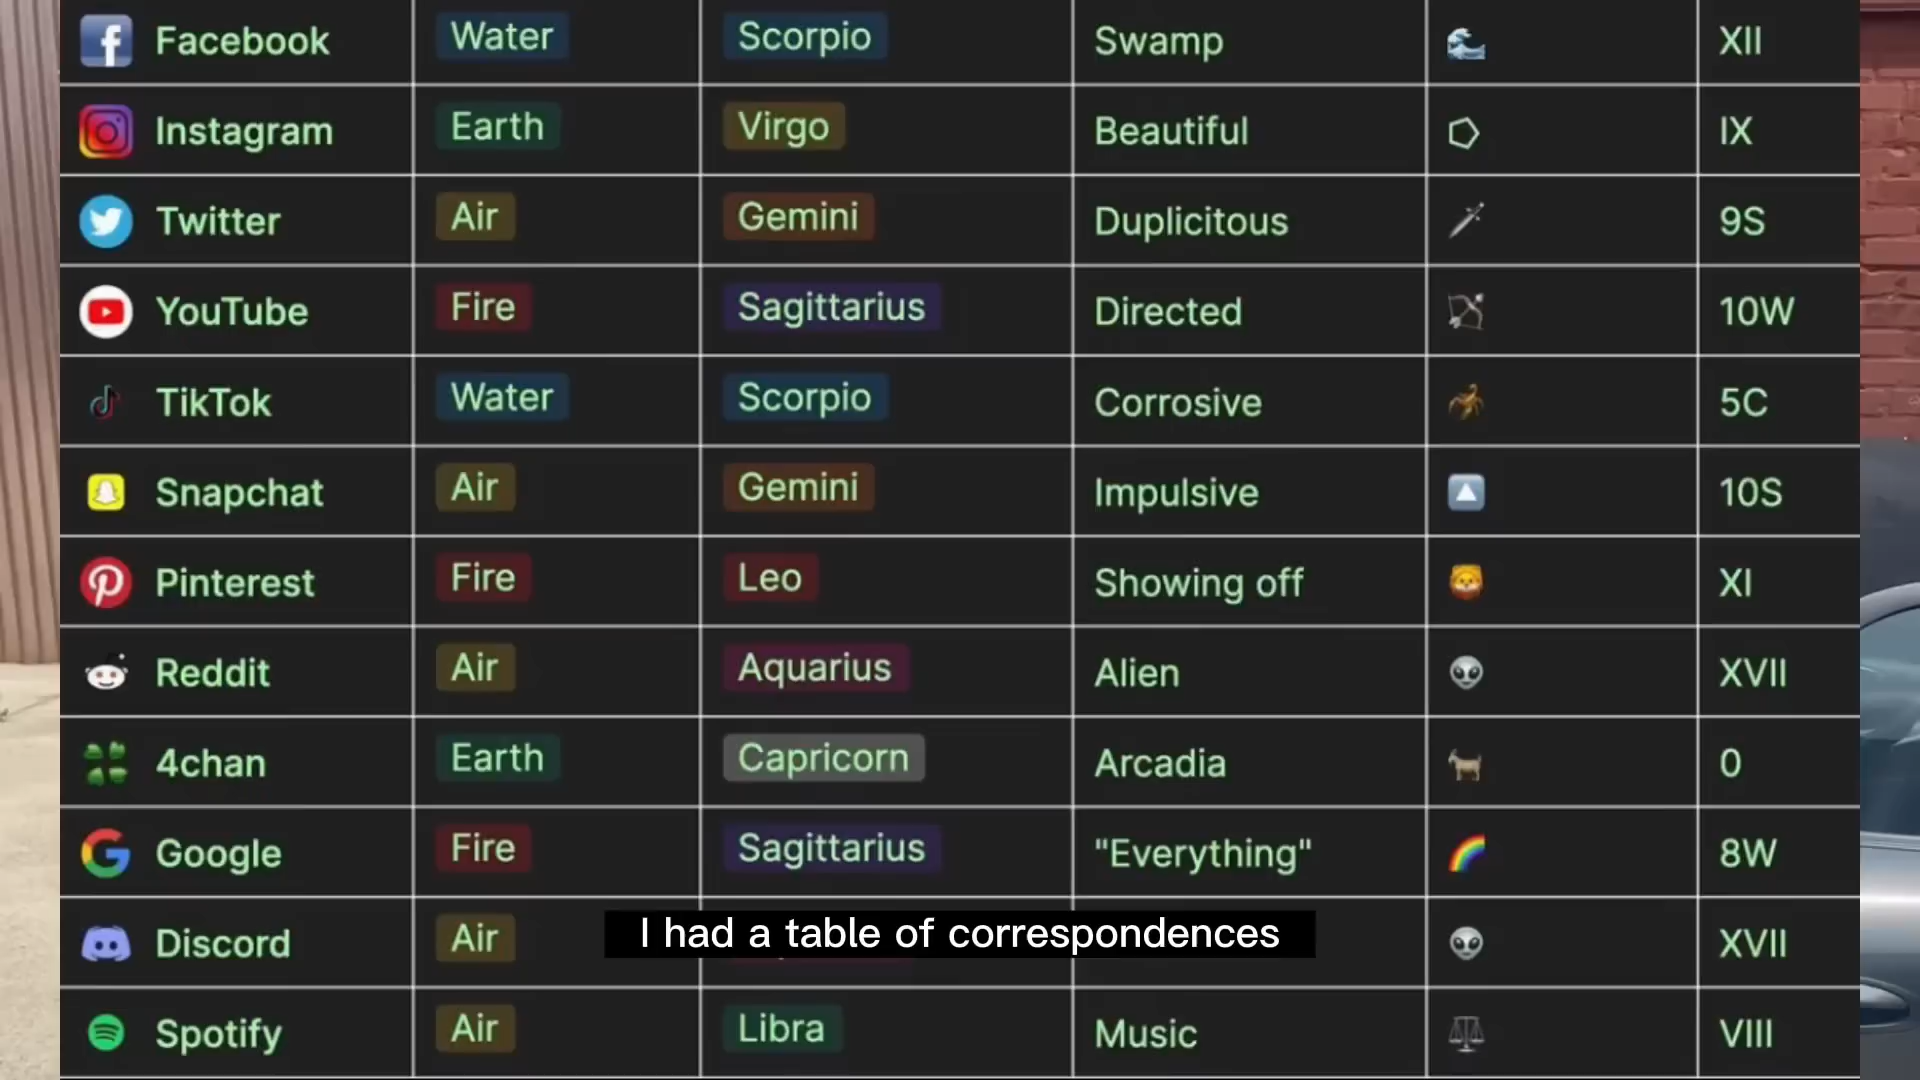 Facebook Water Scorpio Swamp XII
Instagram Earth Virgo Beautiful IX
Twitter Air Gemini Duplicitous 9S
YouTube Fire Sagittarius Directed 10W
TikTok Water Scorpio Corrosive 5C
Snapchat Air Gemini Impulsive 10S
Pinterest Fire Leo Showing off XI
Reddit Air Aquarius Alien XVII
4chan Earth Capricorn Arcadia 0
Google Fire Sagittarius "Everything" 8W
Discord Air XVII
I had a table of correspondences
Spotify Air Libra Music VIII